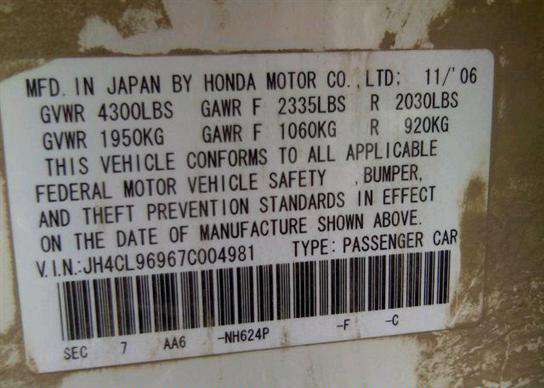 MFD. IN JAPAN BY HONDA MOTOR CO., LTD: 11/'06
GVWR 4300LBS GAWR F 2335LBS R 2030LBS
GVWR 1950KG GAWR F 1060KG R 920KG
THIS VEHICLE CONFORMS TO ALL APPLICABLE
FEDERAL MOTOR VEHICLE SAFETY , BUMPER,
AND THEFT PREVENTION STANDARDS IN EFFECT
ON THE DATE OF MANUFACTURE SHOWN ABOVE.
V.I.N.:JH4CL96967C004981 TYPE: PASSENGER CAR
SEC 7 AA6 -NH624P -F -C